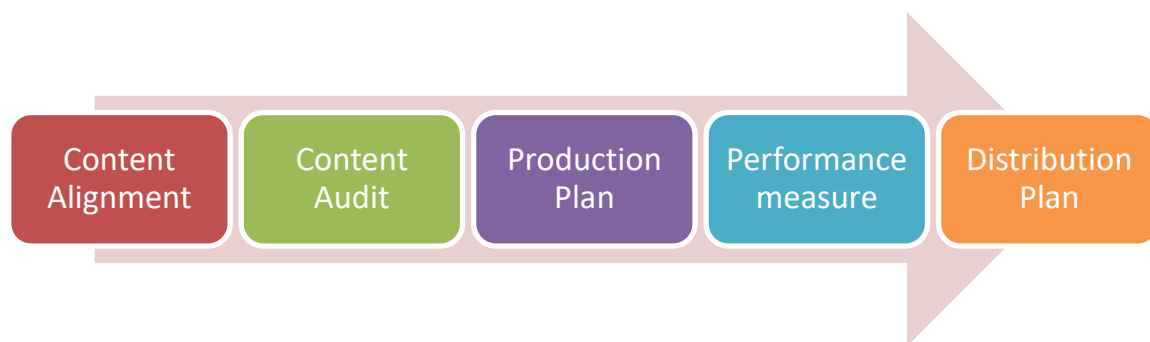 Content
Alignment
Content
Audit
Production
Plan
Performance
measure
Distribution
Plan